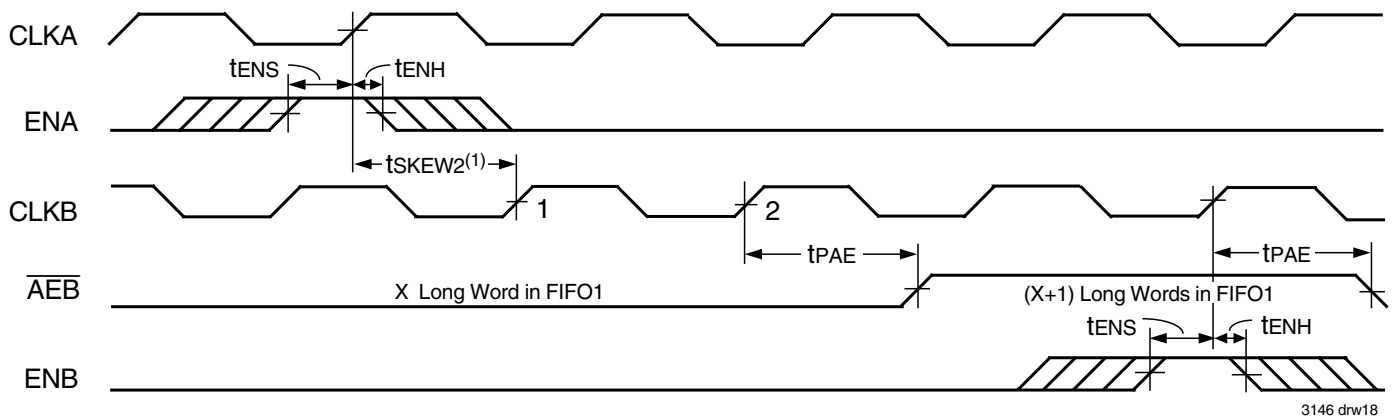 CLKA
tENS
tENH
ENA
tSKEW2(1)
CLKB
1
2
tPAE
tPAE
AEB
X Long Word in FIFO1
(X+1) Long Words in FIFO1
tENS
tENH
ENB
3146 drw18